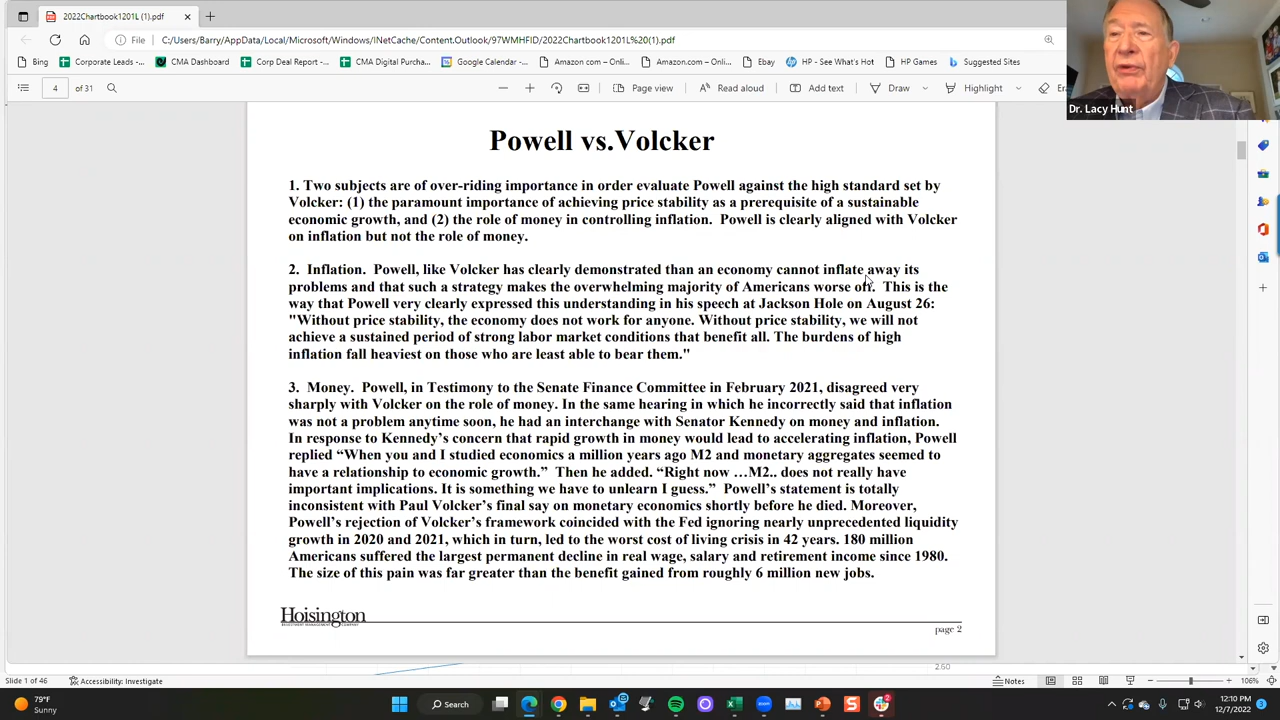 2022Chartbook1201L (1).pdf
File C:/Users/Barry/AppData/Local/Microsoft/Windows/INetCache/Content.Outlook/97WMHFID/2022Chartbook1201L%20(1).pdf
Bing Corporate Leads -... CMA Dashboard Corp Deal Report -... CMA Digital Purcha... Google Calendar -... Amazon.com – Onli... Amazon.com – Onli... Ebay HP - See What's Hot HP Games Suggested Sites
4 of 31 Page view Read aloud Add text Draw Highlight
Dr. Lacy Hunt
Powell vs.Volcker
1. Two subjects are of over-riding importance in order evaluate Powell against the high standard set by
Volcker: (1) the paramount importance of achieving price stability as a prerequisite of a sustainable
economic growth, and (2) the role of money in controlling inflation.  Powell is clearly aligned with Volcker
on inflation but not the role of money.
2.  Inflation.  Powell, like Volcker has clearly demonstrated than an economy cannot inflate away its
problems and that such a strategy makes the overwhelming majority of Americans worse off.  This is the
way that Powell very clearly expressed this understanding in his speech at Jackson Hole on August 26:
"Without price stability, the economy does not work for anyone. Without price stability, we will not
achieve a sustained period of strong labor market conditions that benefit all. The burdens of high
inflation fall heaviest on those who are least able to bear them."
3.  Money.  Powell, in Testimony to the Senate Finance Committee in February 2021, disagreed very
sharply with Volcker on the role of money. In the same hearing in which he incorrectly said that inflation
was not a problem anytime soon, he had an interchange with Senator Kennedy on money and inflation.
In response to Kennedy's concern that rapid growth in money would lead to accelerating inflation, Powell
replied “When you and I studied economics a million years ago M2 and monetary aggregates seemed to
have a relationship to economic growth.”  Then he added. “Right now …M2.. does not really have
important implications. It is something we have to unlearn I guess.”  Powell's statement is totally
inconsistent with Paul Volcker's final say on monetary economics shortly before he died. Moreover,
Powell's rejection of Volcker's framework coincided with the Fed ignoring nearly unprecedented liquidity
growth in 2020 and 2021, which in turn, led to the worst cost of living crisis in 42 years. 180 million
Americans suffered the largest permanent decline in real wage, salary and retirement income since 1980.
The size of this pain was far greater than the benefit gained from roughly 6 million new jobs.
Hoisington
page 2
2.60
Slide 1 of 46 Accessibility: Investigate Notes 106%
79°F
Sunny
Search
12:10 PM
12/7/2022